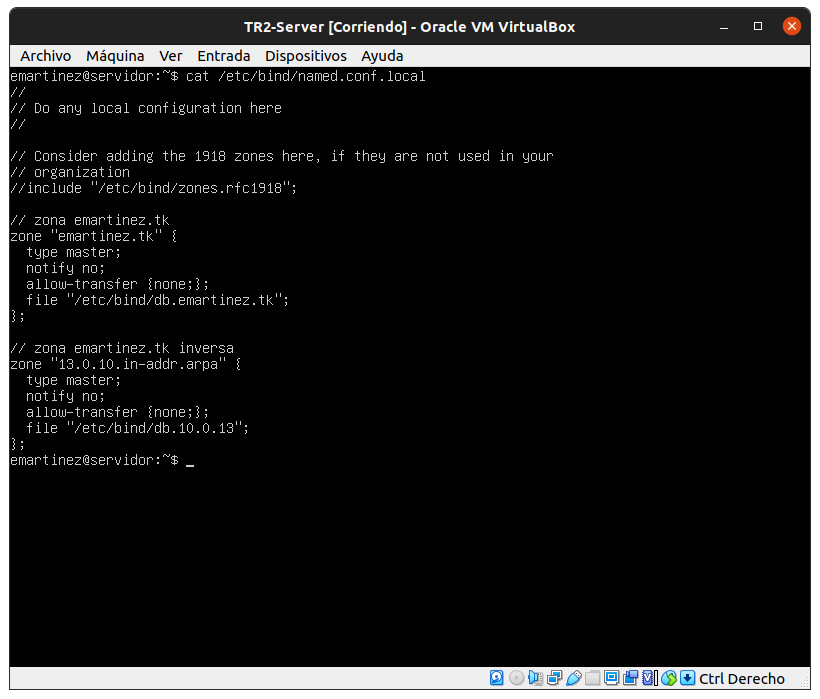 TR2-Server [Corriendo] - Oracle VM VirtualBox
Archivo Máquina Ver Entrada Dispositivos Ayuda
emartinez@servidor:~$ cat /etc/bind/named.conf.local
//
// Do any local configuration here
//
// Consider adding the 1918 zones here, if they are not used in your
// organization
//include "/etc/bind/zones.rfc1918";
// zona emartinez.tk
zone "emartinez.tk" {
  type master;
  notify no;
  allow-transfer {none;};
  file "/etc/bind/db.emartinez.tk";
};
// zona emartinez.tk inversa
zone "13.0.10.in-addr.arpa" {
  type master;
  notify no;
  allow-transfer {none;};
  file "/etc/bind/db.10.0.13";
};
emartinez@servidor:~$ _
Ctrl Derecho